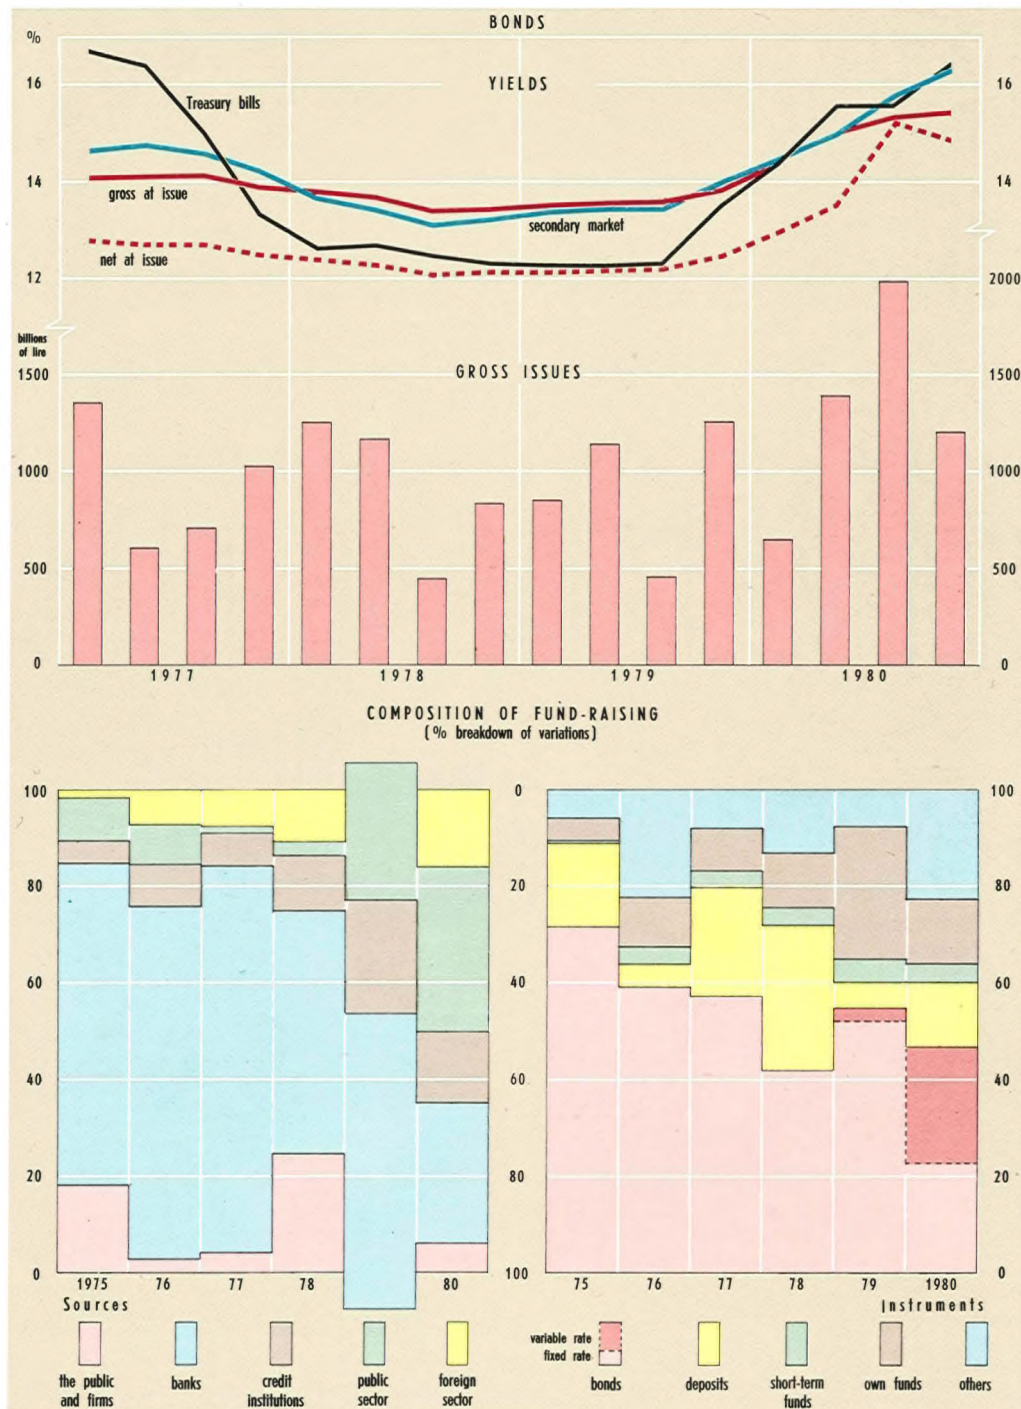 BONDS
%
YIELDS
16
16
Treasury bills
14
14
gross at issue
secondary market
net at issue
12
2000
billions
of lire
GROSS ISSUES
1500
1500
1000
1000
500
500
0
0
1977
1978
1979
1980
COMPOSITION OF FUND-RAISING
(% breakdown of variations)
100
0
100
80
20
80
60
40
60
40
60
40
20
80
20
0
100
0
1975
76
77
78
80
75
76
77
78
79
1980
Sources
Instruments
variable rate
fixed rate
the public
and firms
banks
credit
institutions
public
sector
foreign
sector
bonds
deposits
short-term
funds
own funds
others